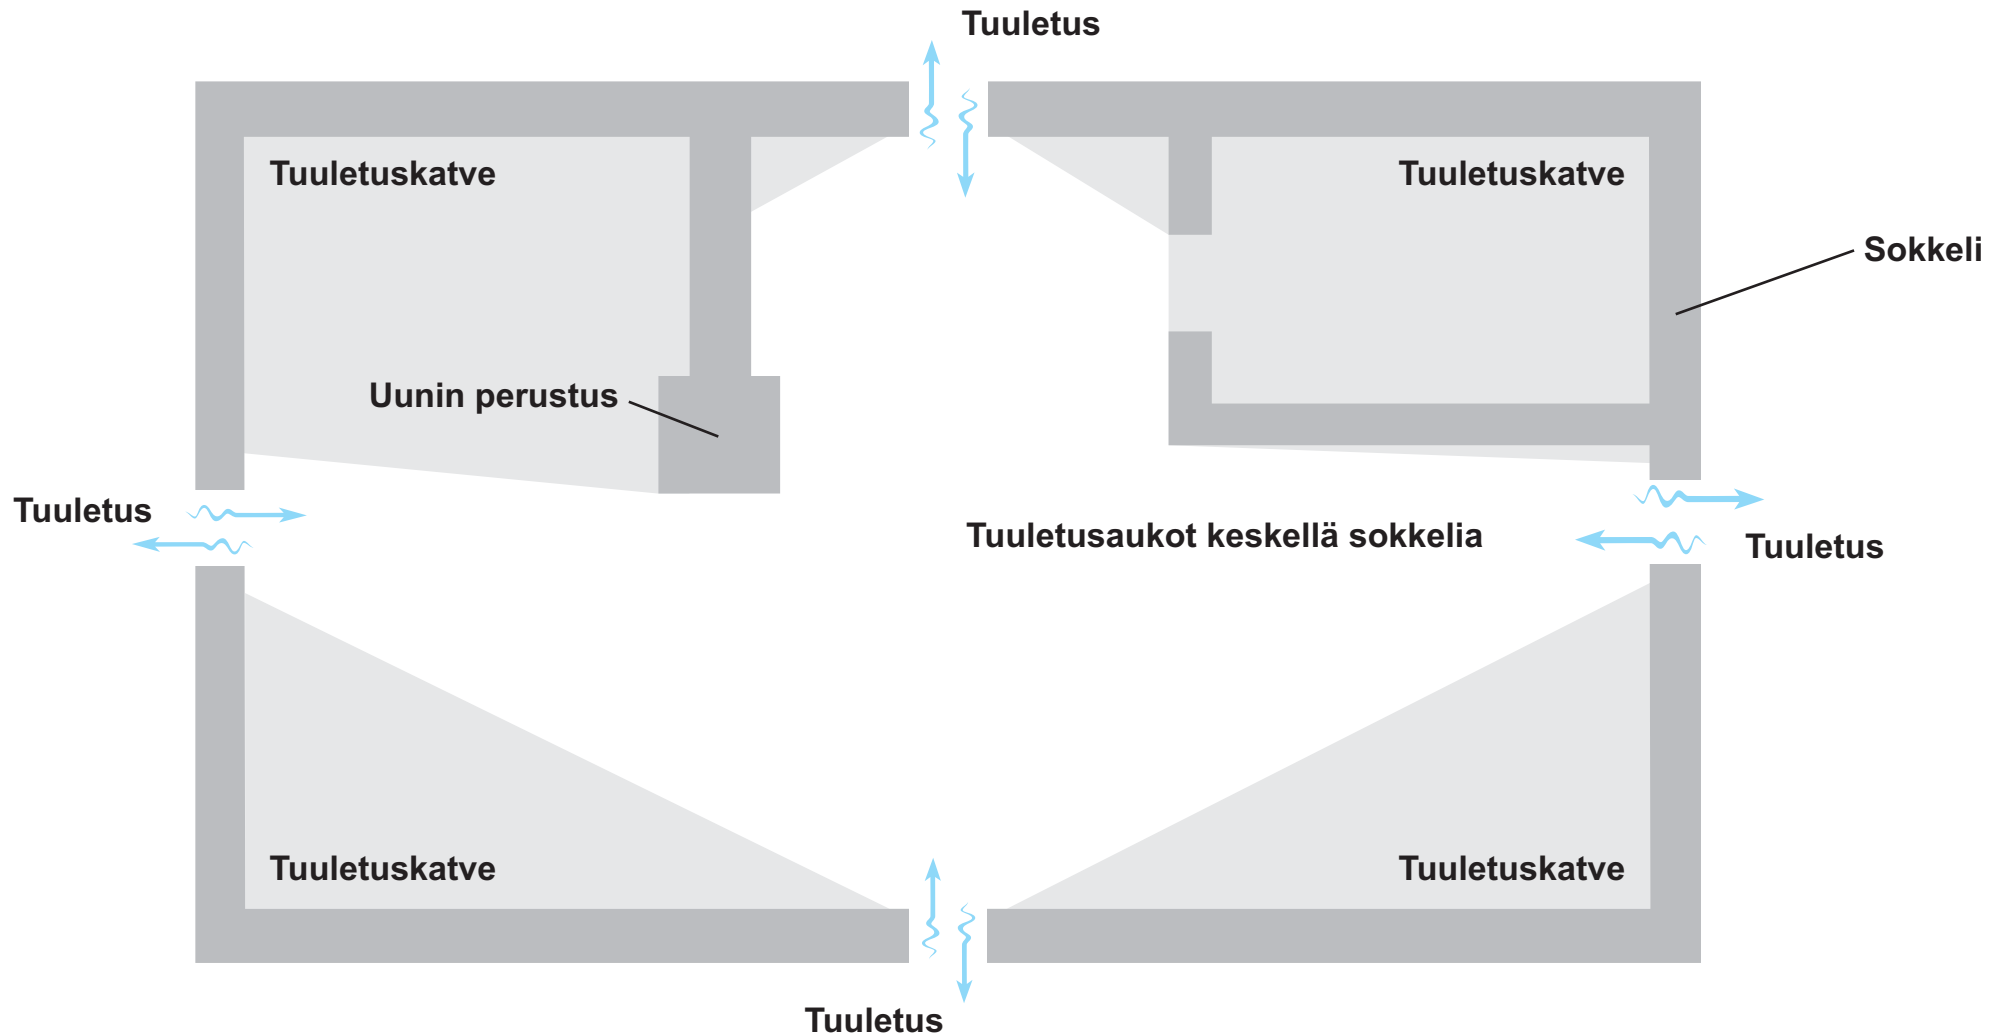 Tuuletus
Tuuletuskatve
Tuuletuskatve
Sokkeli
Uunin perustus
Tuuletus
Tuuletusaukot keskellä sokkelia
Tuuletus
Tuuletuskatve
Tuuletuskatve
Tuuletus